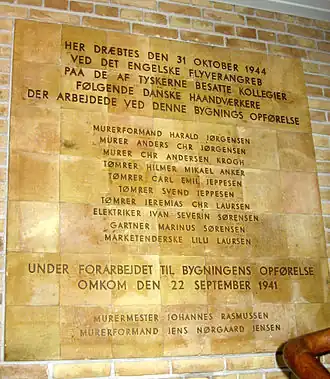 HER DRÆBTES DEN 31 OKTOBER 1944
VED DET ENGELSKE FLYVERANGREB
PAA DE AF TYSKERNE BESATTE KOLLEGIER
FØLGENDE DANSKE HAANDVÆRKERE
DER ARBEJDEDE VED DENNE BYGNINGS OPFØRELSE
MURERFORMAND HARALD JØRGENSEN
MURER ANDERS CHR JØRGENSEN
MURER CHR ANDERSEN KROGH
TØMRER HILMER MIKAEL ANKER
TØMRER CARL EMIL JEPPESEN
TØMRER SVEND JEPPESEN
TØMRER JEREMIAS CHR LAURSEN
ELEKTRIKER IVAN SEVERIN SØRENSEN
GARTNER MARINUS SØRENSEN
MARKETENDERSKE LILLI LAURSEN
UNDER FORARBEJDET TIL BYGNINGENS OPFØRELSE
OMKOM DEN 22 SEPTEMBER 1941
MURERMESTER JOHANNES RASMUSSEN
MURERFORMAND JENS NØRGAARD JENSEN